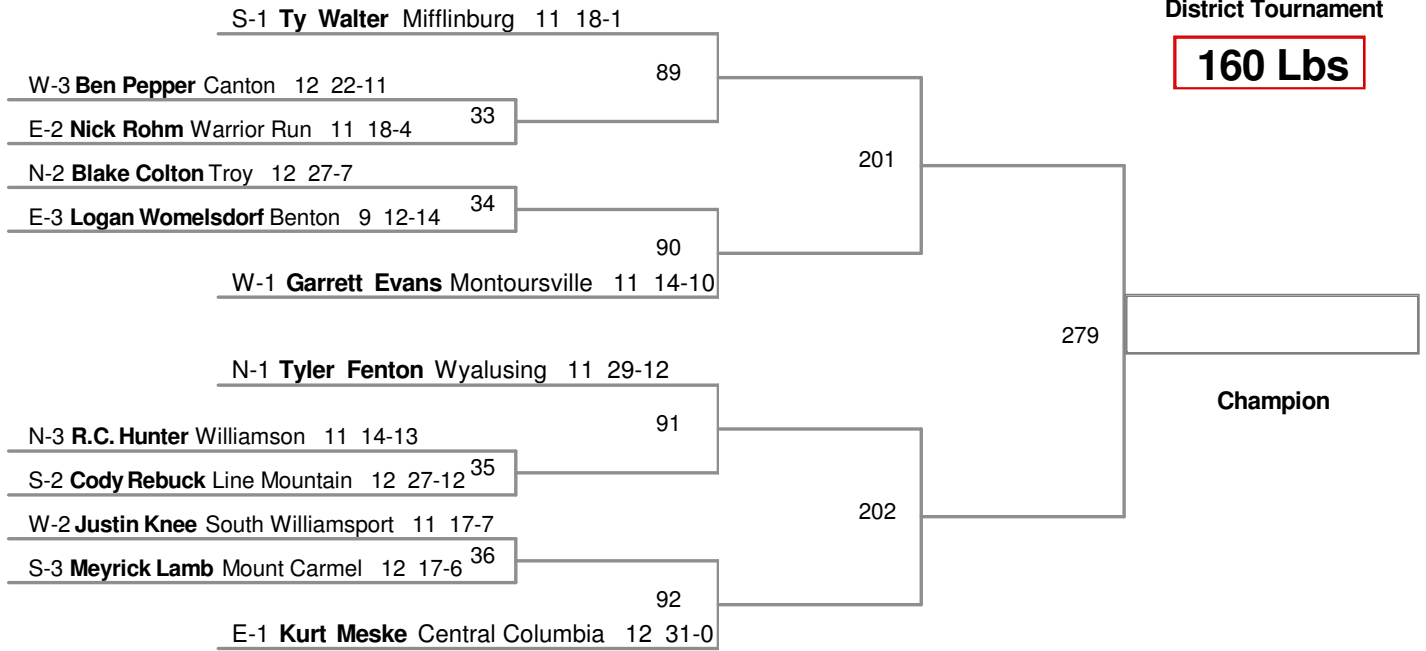 District Tournament
160 Lbs
S-1 Ty Walter Mifflinburg 11 18-1
89
W-3 Ben Pepper Canton 12 22-11
33
E-2 Nick Rohm Warrior Run 11 18-4
201
N-2 Blake Colton Troy 12 27-7
34
E-3 Logan Womelsdorf Benton 9 12-14
90
W-1 Garrett Evans Montoursville 11 14-10
279
N-1 Tyler Fenton Wyalusing 11 29-12
Champion
91
N-3 R.C. Hunter Williamson 11 14-13
35
S-2 Cody Rebuck Line Mountain 12 27-12
202
W-2 Justin Knee South Williamsport 11 17-7
36
S-3 Meyrick Lamb Mount Carmel 12 17-6
92
E-1 Kurt Meske Central Columbia 12 31-0